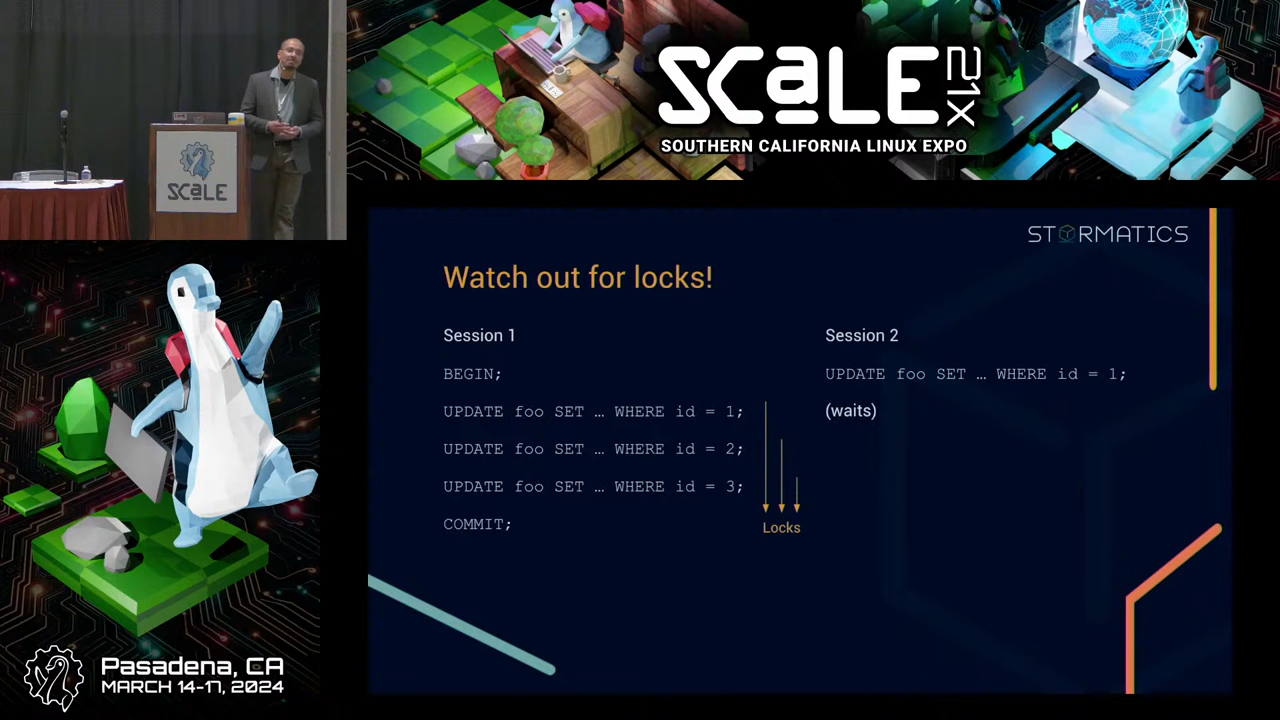 SCALE
SCALE 21X
SOUTHERN CALIFORNIA LINUX EXPO
STORMATICS
Watch out for locks!
Session 1
BEGIN;
UPDATE foo SET … WHERE id = 1;
UPDATE foo SET … WHERE id = 2;
UPDATE foo SET … WHERE id = 3;
COMMIT;
Locks
Session 2
UPDATE foo SET … WHERE id = 1;
(waits)
Pasadena, CA
MARCH 14-17, 2024